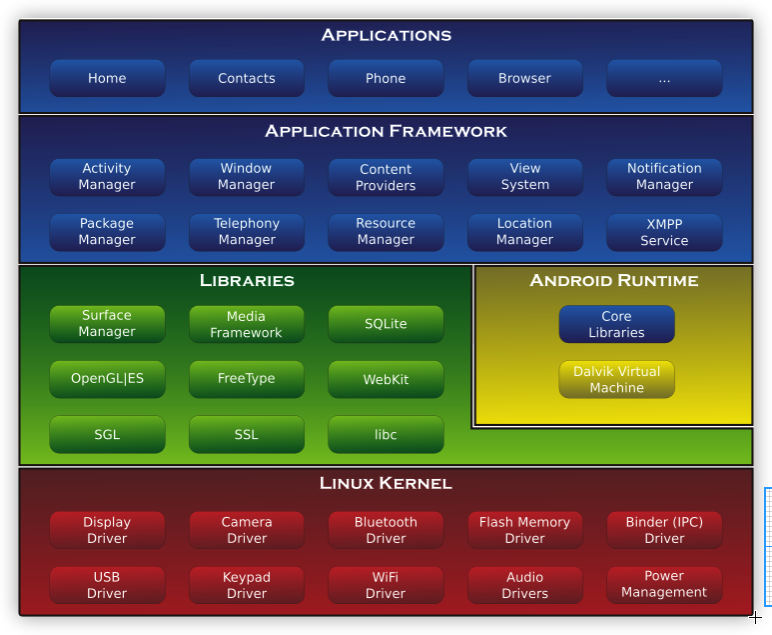 APPLICATIONS
Home
Contacts
Phone
Browser
...
APPLICATION FRAMEWORK
Activity
Manager
Window
Manager
Content
Providers
View
System
Notification
Manager
Package
Manager
Telephony
Manager
Resource
Manager
Location
Manager
XMPP
Service
LIBRARIES
Surface
Manager
Media
Framework
SQLite
OpenGL|ES
FreeType
WebKit
SGL
SSL
libc
ANDROID RUNTIME
Core
Libraries
Dalvik Virtual
Machine
LINUX KERNEL
Display
Driver
Camera
Driver
Bluetooth
Driver
Flash Memory
Driver
Binder (IPC)
Driver
USB
Driver
Keypad
Driver
WiFi
Driver
Audio
Drivers
Power
Management